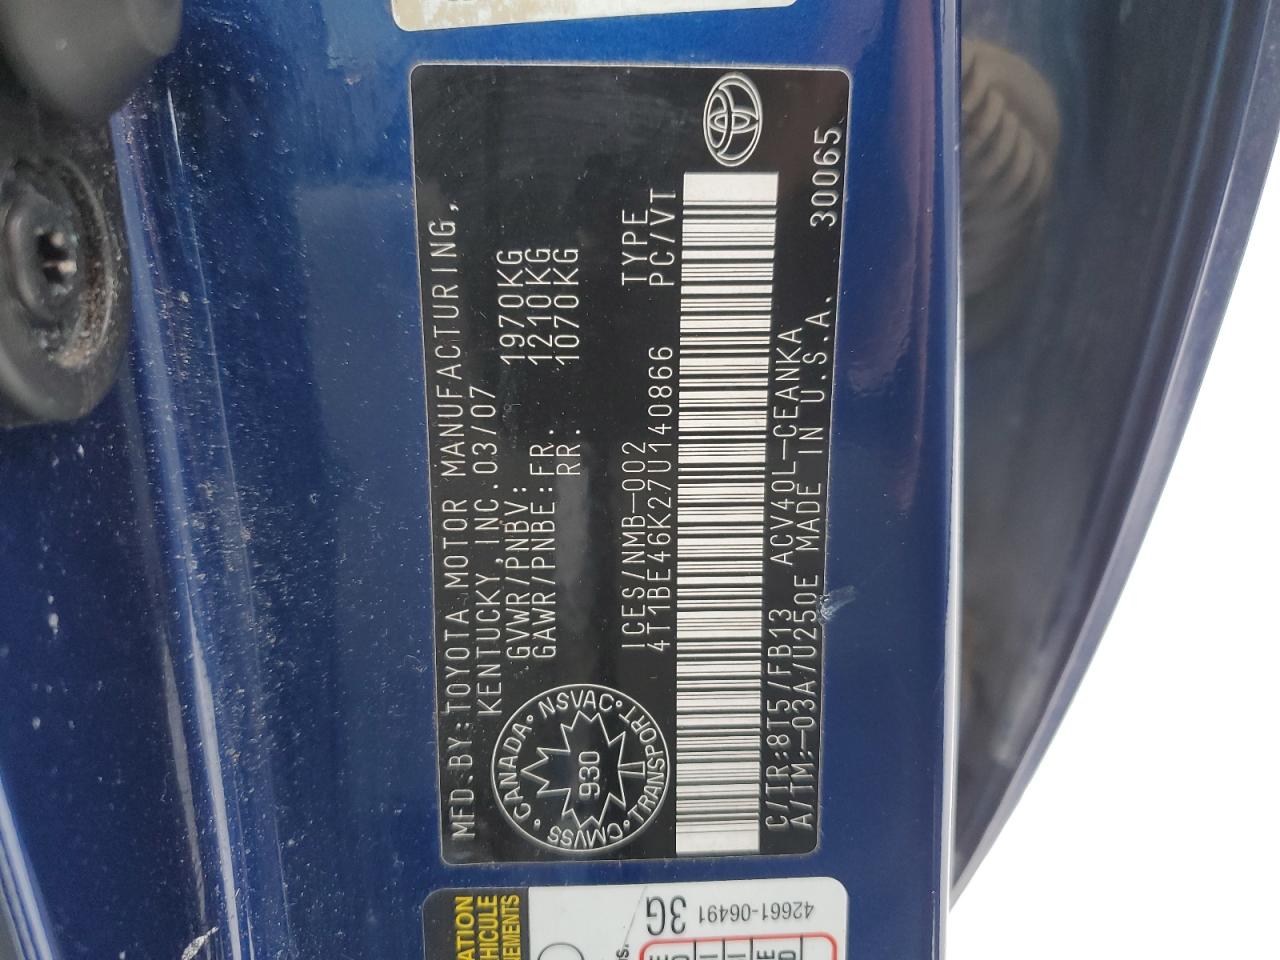 MFD.BY:TOYOTA MOTOR MANUFACTURING,
KENTUCKY, INC. 03/07
GVWR/PNBV: 1970KG
GAWR/PNBE:FR. 1210KG
RR. 1070KG
CANADA • NSVAC • TRANSPORT • CMVSS •
930
ICES/NMB-002 TYPE
4T1BE46K27U140866 PC/VT
C/TR:8T5/FB13 ACV40L-CEANKA
A/TM:-03A/U250E MADE IN U.S.A. 30065
42661-06491
3G